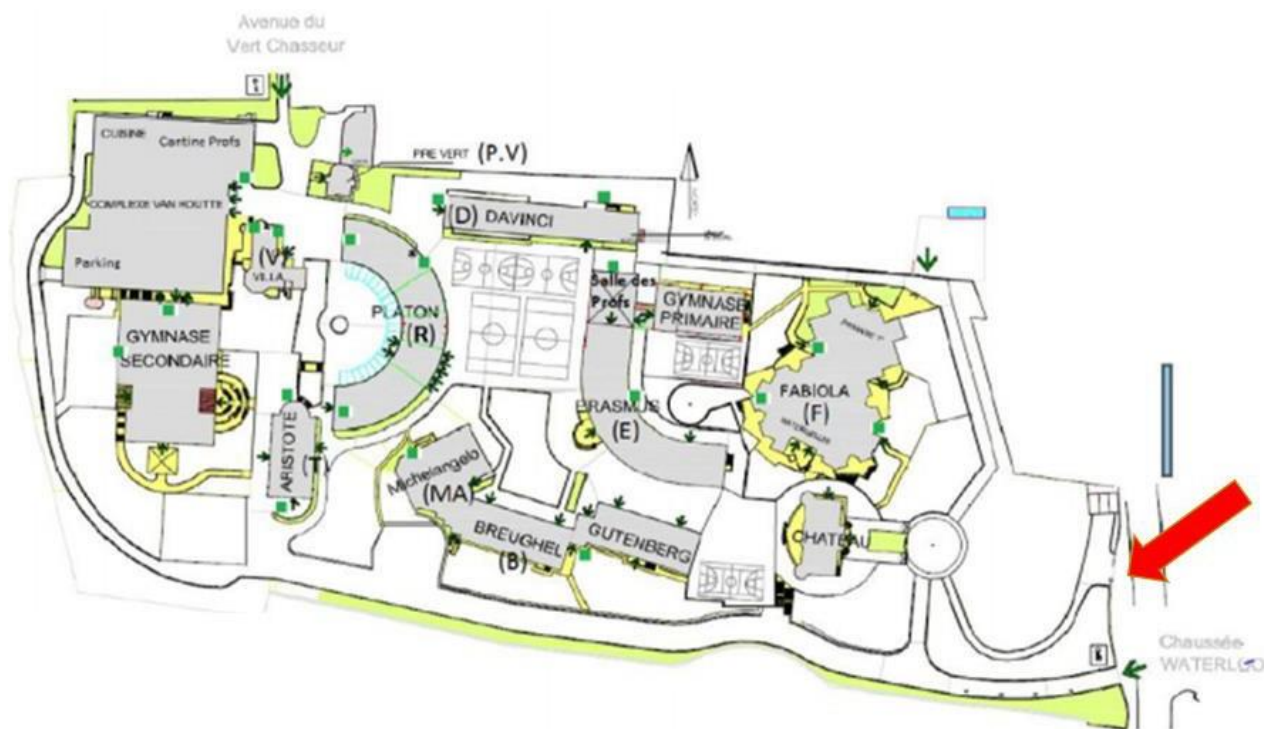 Avenue du
Vert Chasseur
CUISINE
Cantine Profs
PRE VERT (P.V)
COMPLEXE VAN HOUTTE
(D) DAVINCI
(V)
VILLA
Parking
Salle des
Profs
GYMNASE
PRIMAIRE
PLATON
(R)
GYMNASE
SECONDAIRE
FABIOLA
(F)
ERASMUS
(E)
ARISTOTE
Michelangelo
(MA)
BREUGHEL
(B)
GUTENBERG
CHATEAU
Chaussée
WATERLOO